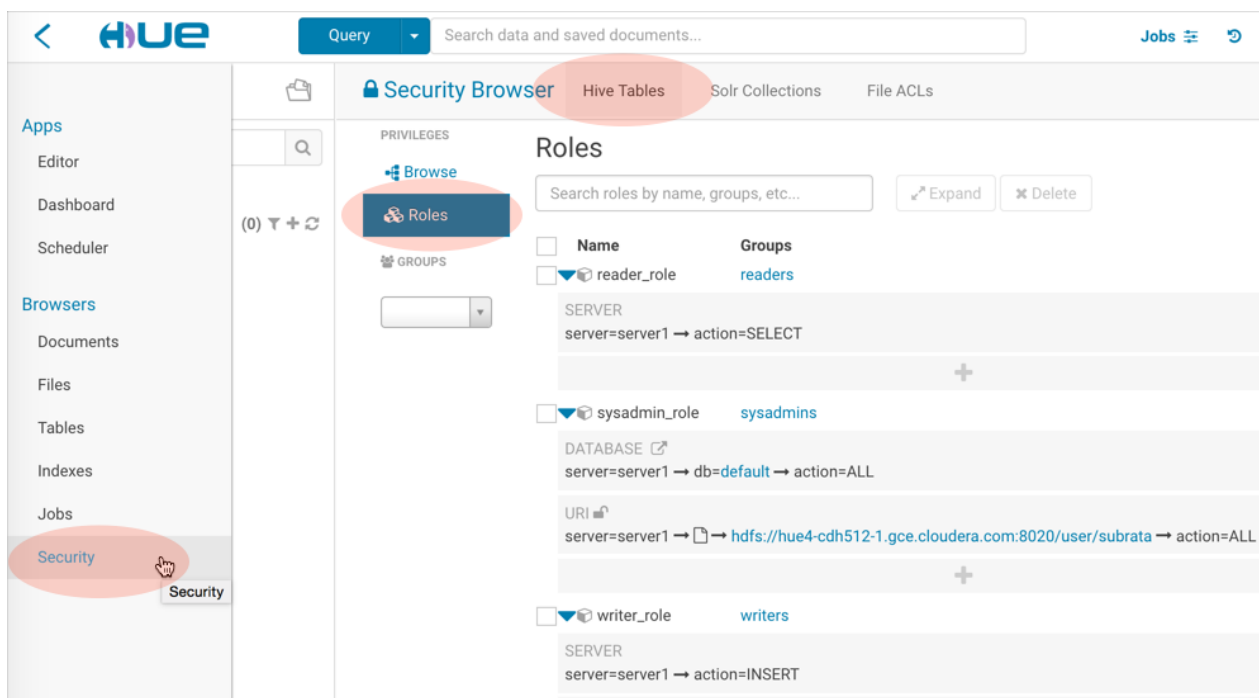 HUE
Query
Search data and saved documents...
Jobs
Apps
Editor
Dashboard
Scheduler
Browsers
Documents
Files
Tables
Indexes
Jobs
Security
Security
(0)
Security Browser
Hive Tables
Solr Collections
File ACLs
PRIVILEGES
Browse
Roles
GROUPS
Roles
Search roles by name, groups, etc...
Expand
Delete
Name Groups
reader_role readers
SERVER
server=server1 → action=SELECT
sysadmin_role sysadmins
DATABASE
server=server1 → db=default → action=ALL
URI
server=server1 → → hdfs://hue4-cdh512-1.gce.cloudera.com:8020/user/subrata → action=ALL
writer_role writers
SERVER
server=server1 → action=INSERT